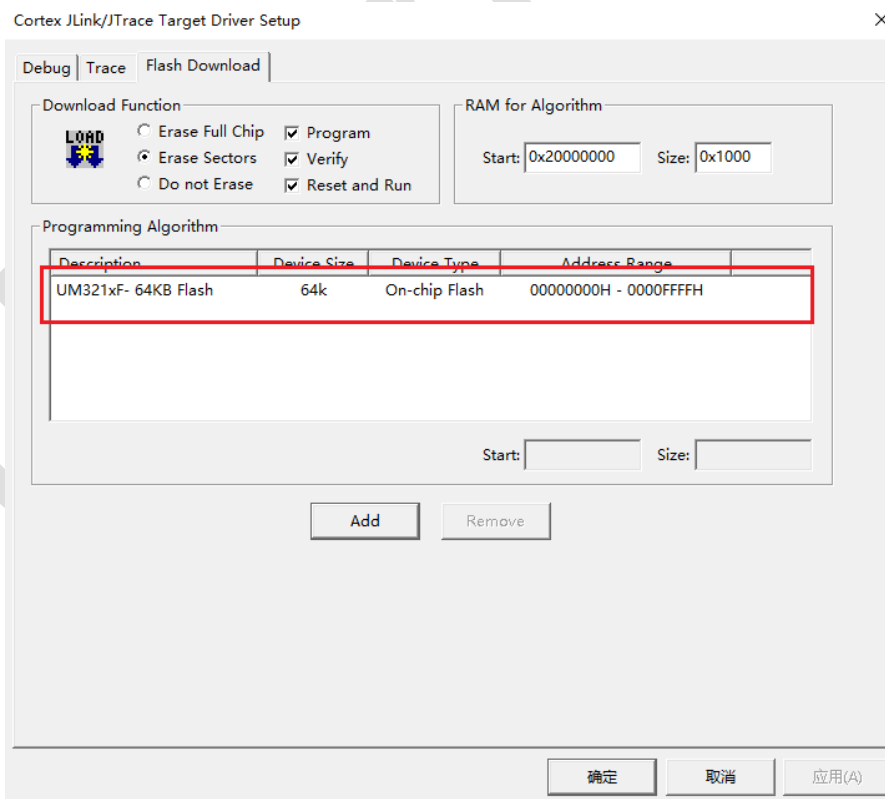 Cortex JLink/JTrace Target Driver Setup
Debug Trace Flash Download
Download Function
LOAD
Erase Full Chip
Erase Sectors
Do not Erase
Program
Verify
Reset and Run
RAM for Algorithm
Start: 0x20000000 Size: 0x1000
Programming Algorithm
Description Device Size Device Type Address Range
UM321xF- 64KB Flash 64k On-chip Flash 00000000H - 0000FFFFH
Start: Size:
Add Remove
确定 取消 应用(A)